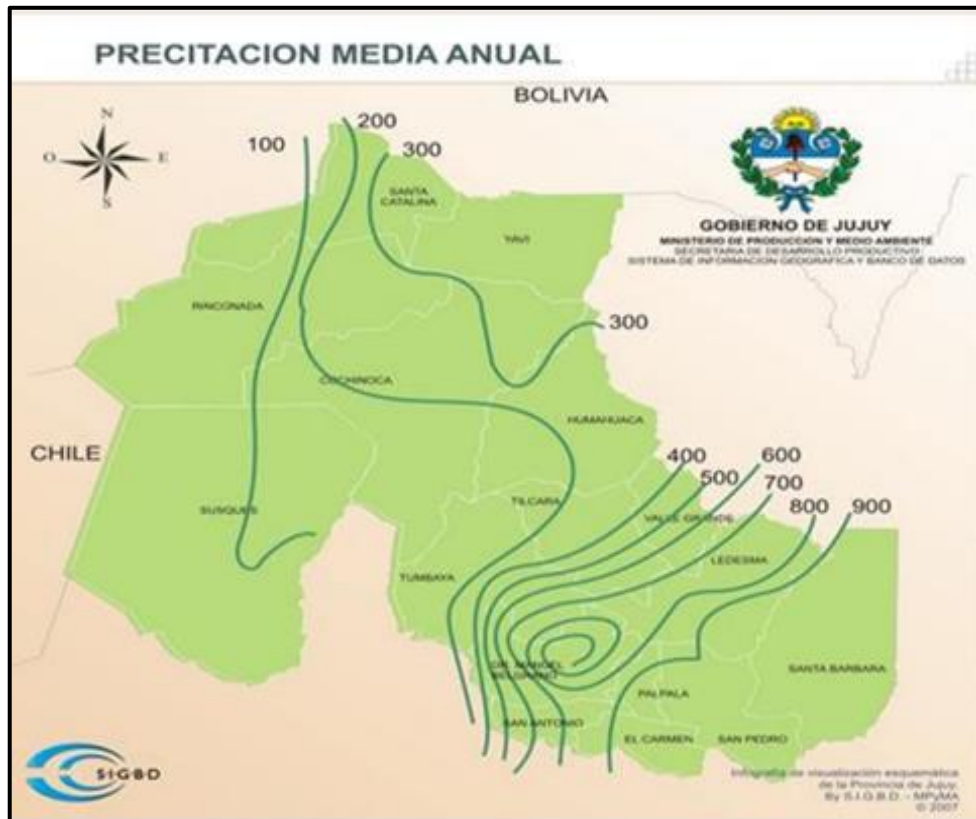 PRECITACION MEDIA ANUAL
BOLIVIA
N
O
E
S
100
200
300
SANTA
CATALINA
YAVI
GOBIERNO DE JUJUY
MINISTERIO DE PRODUCCION Y MEDIO AMBIENTE
SECRETARIA DE DESARROLLO PRODUCTIVO
SISTEMA DE INFORMACION GEOGRAFICA Y BANCO DE DATOS
RINCONADA
300
COCHINOCA
HUMAHUACA
CHILE
400
500
600
700
800
900
SUSQUES
TILCARA
VALLE GRANDE
LEDESMA
TUMBAYA
DR. MANUEL
BELGRANO
SANTA BARBARA
PALPALA
SAN ANTONIO
EL CARMEN
SAN PEDRO
SIGBD
Infografia de visualización esquemática
de la Provincia de Jujuy.
By S.I.G.B.D. - MPyMA
© 2007